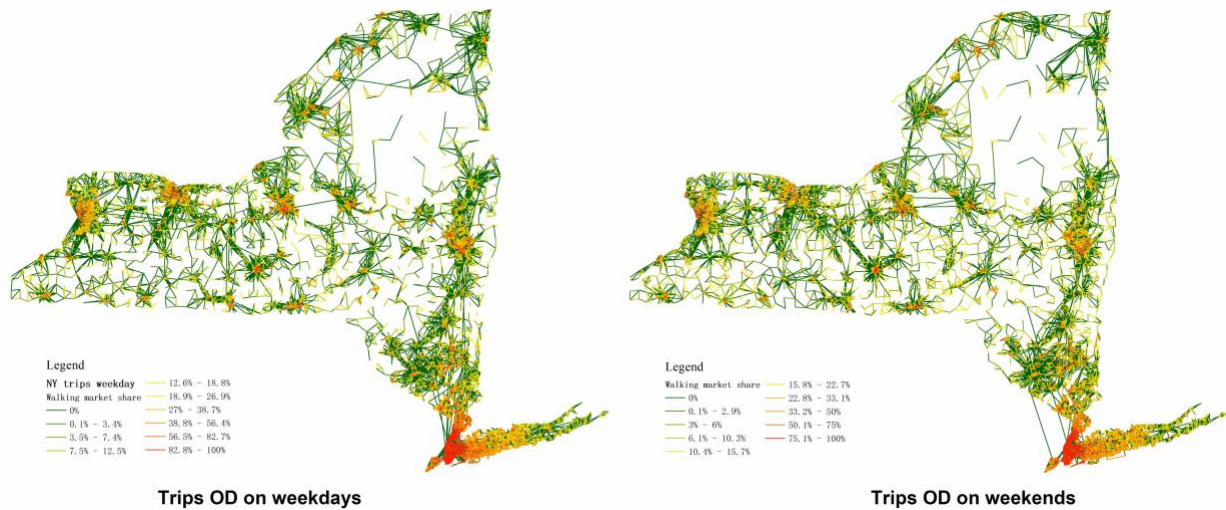 Legend
NY trips weekday
Walking market share
0%
0.1% - 3.4%
3.5% - 7.4%
7.5% - 12.5%
12.6% - 18.8%
18.9% - 26.9%
27% - 38.7%
38.8% - 56.4%
56.5% - 82.7%
82.8% - 100%
Trips OD on weekdays
Legend
Walking market share
0%
0.1% - 2.9%
3% - 6%
6.1% - 10.3%
10.4% - 15.7%
15.8% - 22.7%
22.8% - 33.1%
33.2% - 50%
50.1% - 75%
75.1% - 100%
Trips OD on weekends